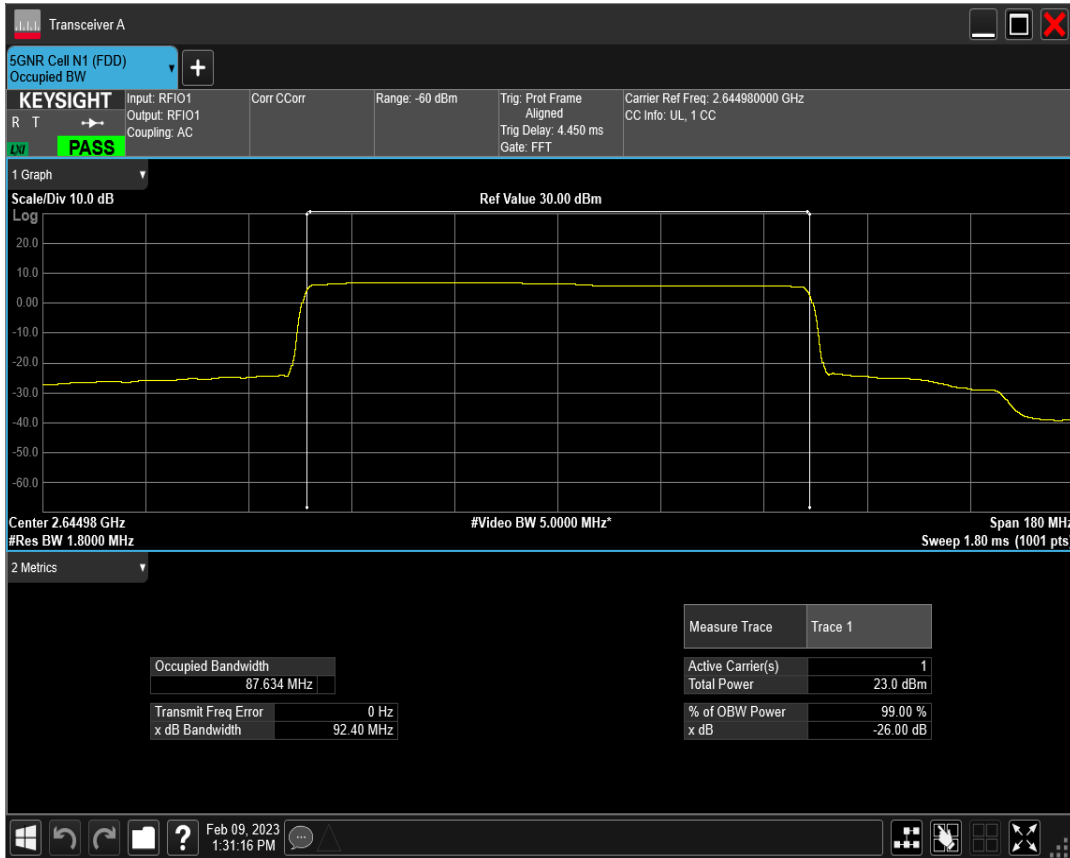 Transceiver A
5GNR Cell N1 (FDD)
Occupied BW
+
KEYSIGHT
R T
LXI
PASS
Input: RFIO1
Output: RFIO1
Coupling: AC
Corr CCorr
Range: -60 dBm
Trig: Prot Frame
Aligned
Trig Delay: 4.450 ms
Gate: FFT
Carrier Ref Freq: 2.644980000 GHz
CC Info: UL, 1 CC
1 Graph
Scale/Div 10.0 dB
Ref Value 30.00 dBm
Log
20.0
10.0
0.00
-10.0
-20.0
-30.0
-40.0
-50.0
-60.0
Center 2.64498 GHz
#Video BW 5.0000 MHz*
Span 180 MHz
#Res BW 1.8000 MHz
Sweep 1.80 ms (1001 pts)
2 Metrics
Measure Trace Trace 1
Occupied Bandwidth
87.634 MHz
Active Carrier(s) 1
Total Power 23.0 dBm
Transmit Freq Error 0 Hz
x dB Bandwidth 92.40 MHz
% of OBW Power 99.00 %
x dB -26.00 dB
?
Feb 09, 2023
1:31:16 PM